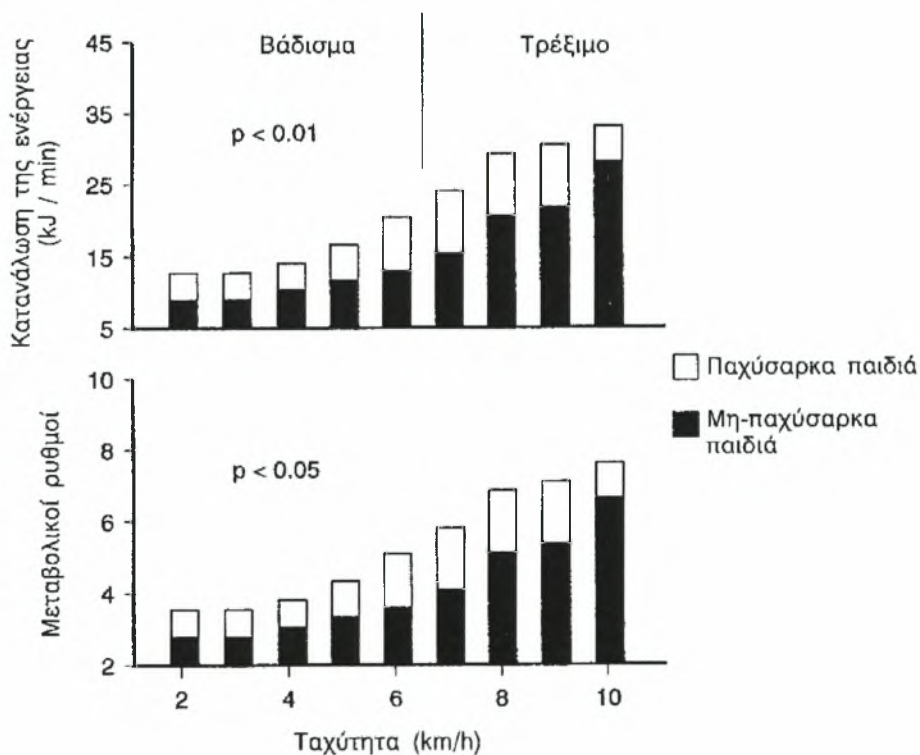 Κατανάλωση της ενέργειας
(kJ / min)
45
35
25
15
5
Βάδισμα
Τρέξιμο
p < 0.01
Μεταβολικοί ρυθμοί
10
8
6
4
2
p < 0.05
2 4 6 8 10
Ταχύτητα (km/h)
Παχύσαρκα παιδιά
Μη-παχύσαρκα
παιδιά